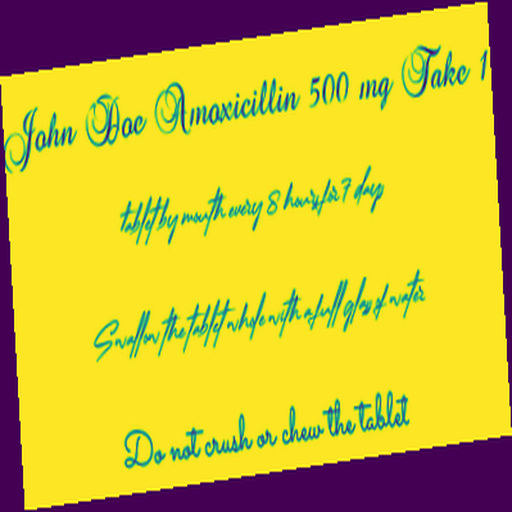 John Doe Amoxicillin 500 mg Take 1
tablet by mouth every 8 hours for 7 days
Swallow the tablet whole with a full glass of water
Do not crush or chew the tablet